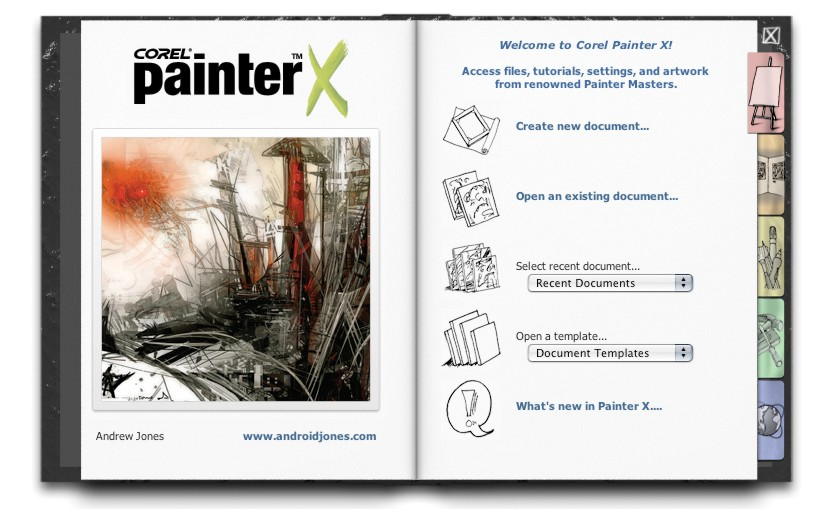 COREL®
painter™ X
Andrew Jones
www.androidjones.com
Welcome to Corel Painter X!
Access files, tutorials, settings, and artwork
from renowned Painter Masters.
Create new document...
Open an existing document...
Select recent document...
Recent Documents
Open a template...
Document Templates
What's new in Painter X....